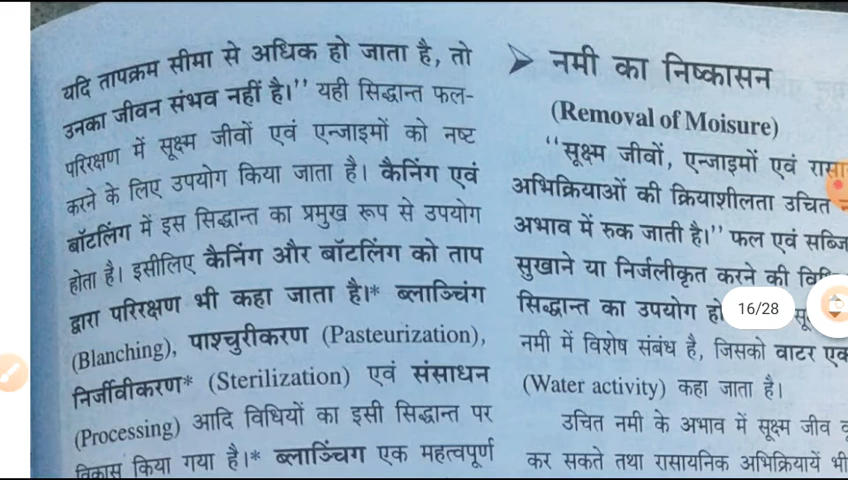 यदि तापक्रम सीमा से अधिक हो जाता है, तो
उनका जीवन संभव नहीं है।'' यही सिद्धान्त फल-
परिरक्षण में सूक्ष्म जीवों एवं एन्जाइमों को नष्ट
करने के लिए उपयोग किया जाता है। कैनिंग एवं
बॉटलिंग में इस सिद्धान्त का प्रमुख रूप से उपयोग
होता है। इसीलिए कैनिंग और बॉटलिंग को ताप
द्वारा परिरक्षण भी कहा जाता है।* ब्लाञ्चिंग
(Blanching), पाश्चुरीकरण (Pasteurization),
निर्जीवीकरण* (Sterilization) एवं संसाधन
(Processing) आदि विधियों का इसी सिद्धान्त पर
विकास किया गया है।* ब्लाञ्चिंग एक महत्वपूर्ण
➢ नमी का निष्कासन
(Removal of Moisure)
''सूक्ष्म जीवों, एन्जाइमों एवं
अभिक्रियाओं की क्रियाशीलता उचित
अभाव में रुक जाती है।'' फल एवं
सुखाने या निर्जलीकृत करने की
सिद्धान्त का उपयोग
नमी में विशेष संबंध है, जिसको वाटर
(Water activity) कहा जाता है।
उचित नमी के अभाव में सूक्ष्म जीव
कर सकते तथा रासायनिक अभिक्रियायें भी
16/28